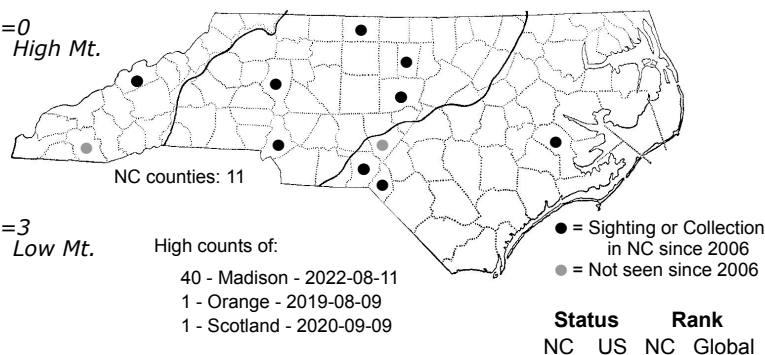 =0
High Mt.
NC counties: 11
=3
Low Mt.
High counts of:
40 - Madison - 2022-08-11
1 - Orange - 2019-08-09
1 - Scotland - 2020-09-09
= Sighting or Collection
in NC since 2006
= Not seen since 2006
Status Rank
NC US NC Global